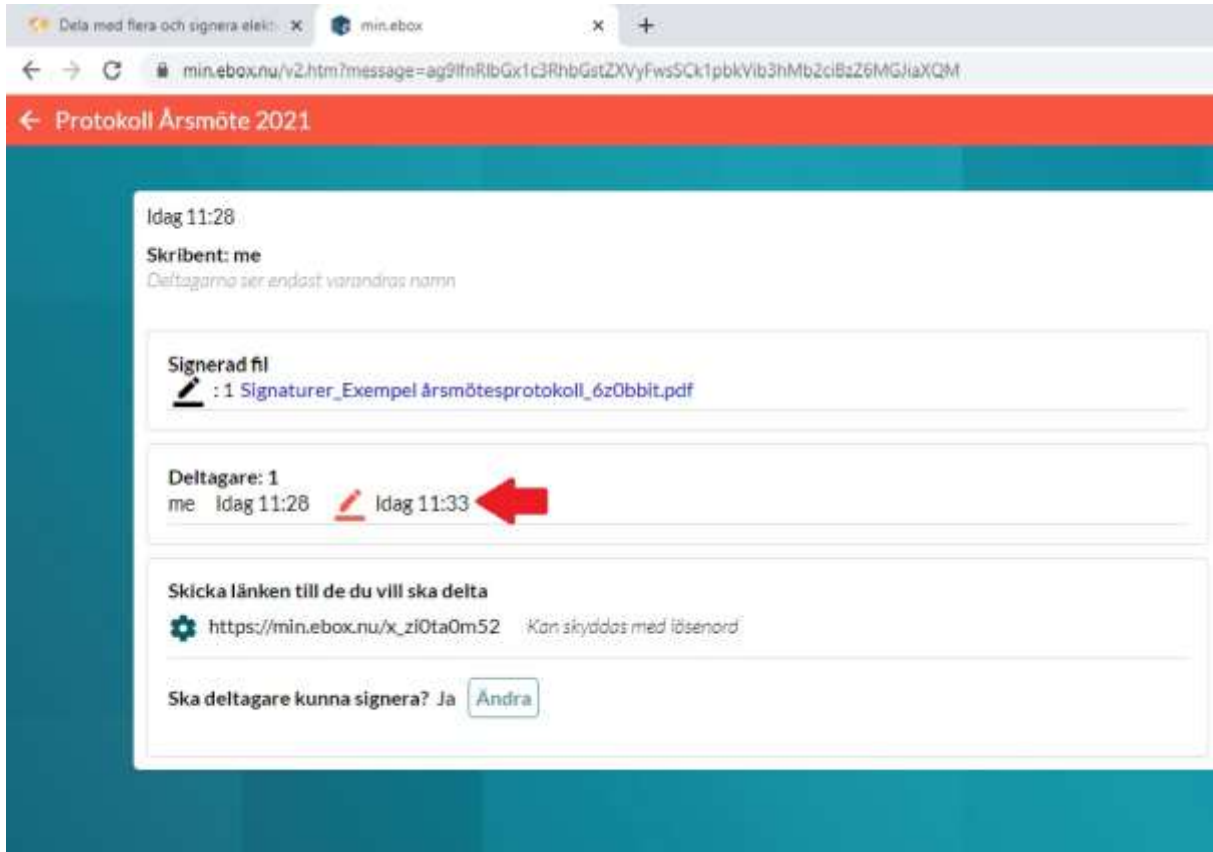 Dela med flera och signera elekt
min.ebox
min.ebox.nu/v2.htm?message=
Protokoll Årsmöte 2021
Idag 11:28
Skribent: me
Deltagarna ser endast varandras namn
Signerad fil
: 1 Signaturer_Exempel årsmötesprotokoll_6z0bbit.pdf
Deltagare: 1
me Idag 11:28 Idag 11:33
Skicka länken till de du vill ska delta
https://min.ebox.nu/x_zi0ta0m52 Kan skyddas med lösenord
Ska deltagare kunna signera? Ja Ändra